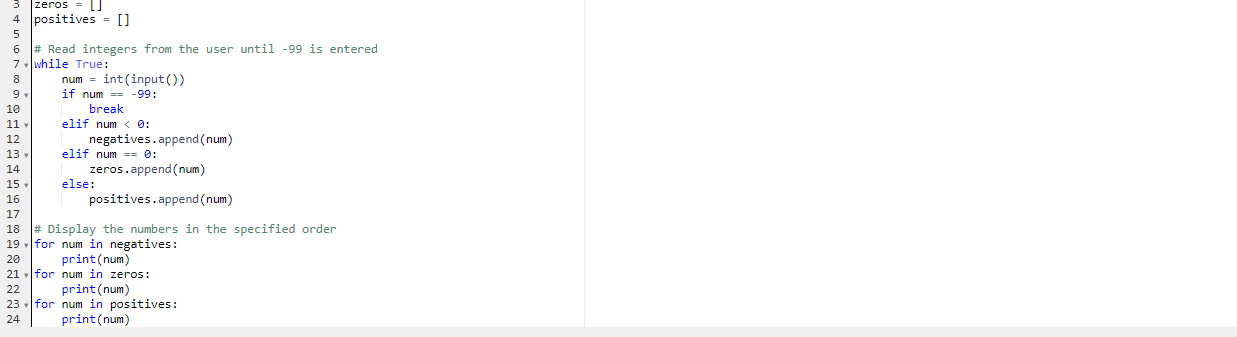 3 zeros = []
4 positives = []
5
6 # Read integers from the user until -99 is entered
7 while True:
8     num = int(input())
9     if num == -99:
10         break
11     elif num < 0:
12         negatives.append(num)
13     elif num == 0:
14         zeros.append(num)
15     else:
16         positives.append(num)
17
18 # Display the numbers in the specified order
19 for num in negatives:
20     print(num)
21 for num in zeros:
22     print(num)
23 for num in positives:
24     print(num)